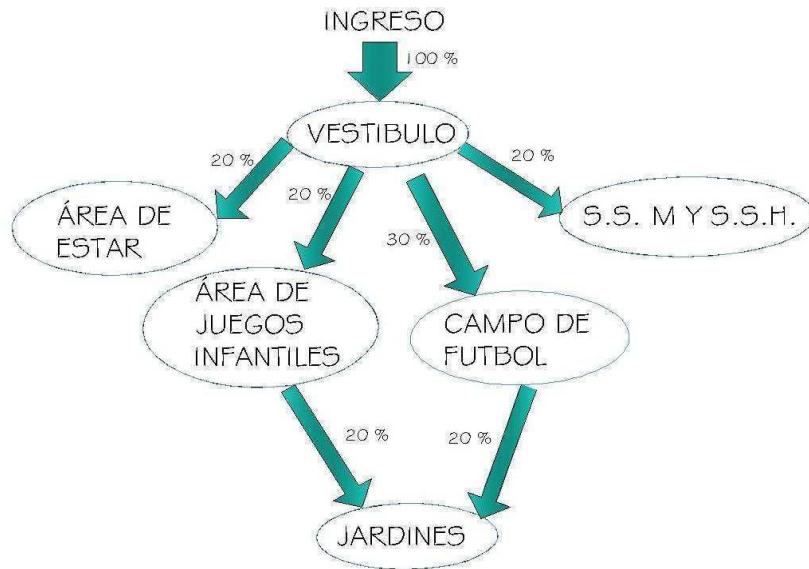 INGRESO
100 %
VESTIBULO
20 %
20 %
30 %
20 %
ÁREA DE
ESTAR
S.S. M Y S.S.H.
ÁREA DE
JUEGOS
INFANTILES
CAMPO DE
FUTBOL
20 %
20 %
JARDINES